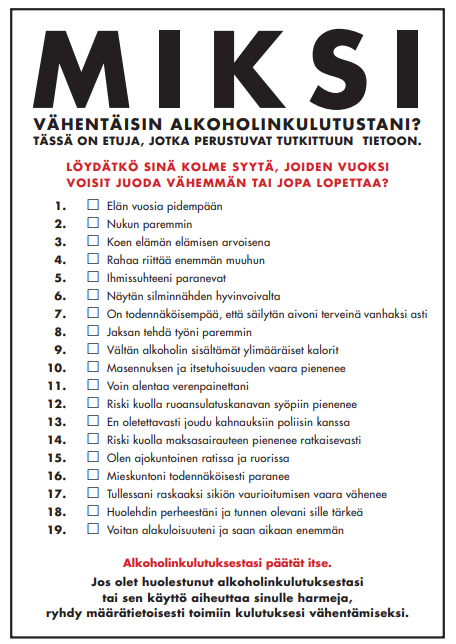 MIKSI
VÄHENTÄISIN ALKOHOLINKULUTUSTANI?
TÄSSÄ ON ETUJA, JOTKA PERUSTUVAT TUTKITTUUN TIETOON.
LÖYDÄTKÖ SINÄ KOLME SYYTÄ, JOIDEN VUOKSI
VOISIT JUODA VÄHEMMÄN TAI JOPA LOPETTAA?
1. ☐ Elän vuosia pidempään
2. ☐ Nukun paremmin
3. ☐ Koen elämän elämisen arvoisena
4. ☐ Rahaa riittää enemmän muuhun
5. ☐ Ihmissuhteeni paranevat
6. ☐ Näytän silminnähden hyvinvoivalta
7. ☐ On todennäköisempää, että säilytän aivoni terveinä vanhaksi asti
8. ☐ Jaksan tehdä työni paremmin
9. ☐ Vältän alkoholin sisältämät ylimääräiset kalorit
10. ☐ Masennuksen ja itsetuhoisuuden vaara pienenee
11. ☐ Voin alentaa verenpainettani
12. ☐ Riski kuolla ruoansulatuskanavan syöpiin pienenee
13. ☐ En oletettavasti joudu kahnauksiin poliisin kanssa
14. ☐ Riski kuolla maksasairauteen pienenee ratkaisevasti
15. ☐ Olen ajokuntoinen ratissa ja ruorissa
16. ☐ Mieskuntoni todennäköisesti paranee
17. ☐ Tullessani raskaaksi sikiön vaurioitumisen vaara vähenee
18. ☐ Huolehdin perheestäni ja tunnen olevani sille tärkeä
19. ☐ Voitan alakuloisuuteni ja saan aikaan enemmän
Alkoholinkulutuksestasi päätät itse.
Jos olet huolestunut alkoholinkulutuksestasi
tai sen käyttö aiheuttaa sinulle harmeja,
ryhdy määrätietoisesti toimiin kulutuksesi vähentämiseksi.